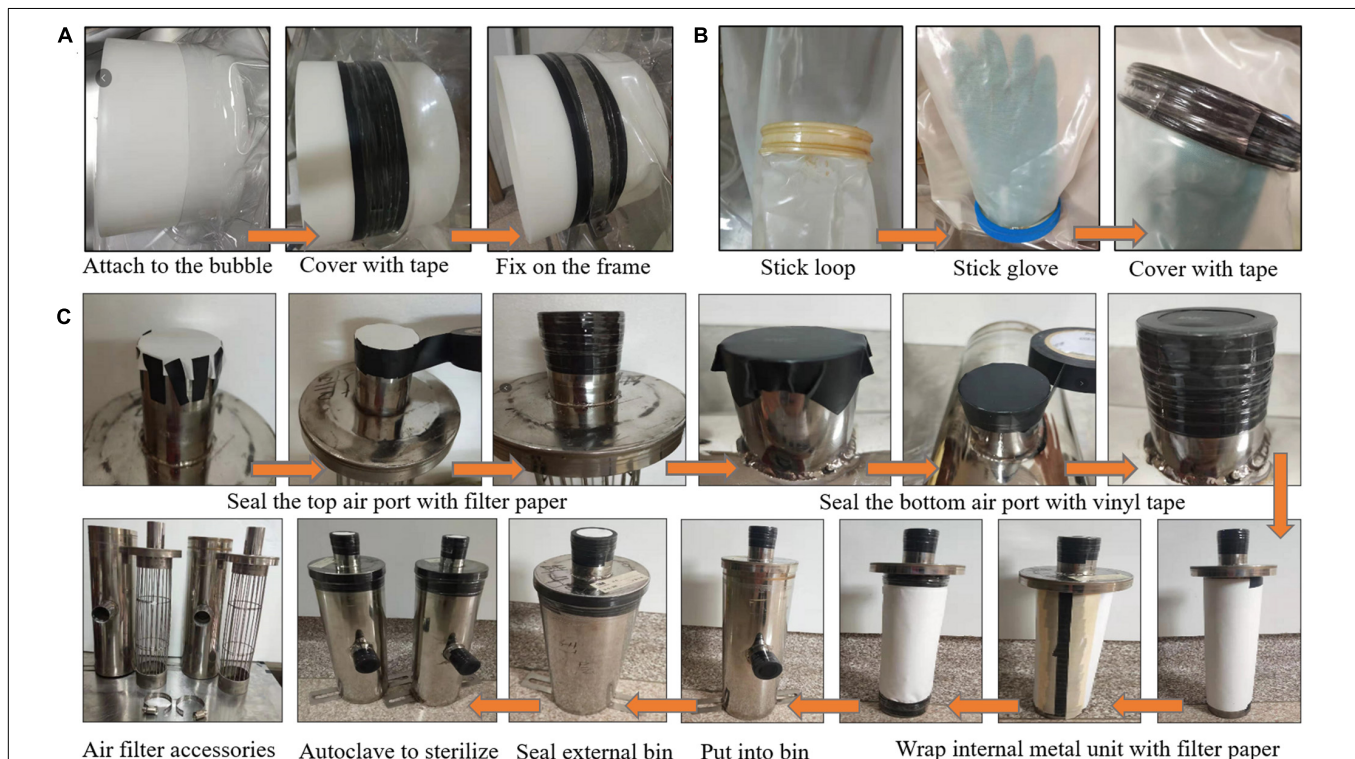 A
B
Attach to the bubble
Cover with tape
Fix on the frame
Stick loop
Stick glove
Cover with tape
C
Seal the top air port with filter paper
Seal the bottom air port with vinyl tape
Air filter accessories
Autoclave to sterilize
Seal external bin
Put into bin
Wrap internal metal unit with filter paper